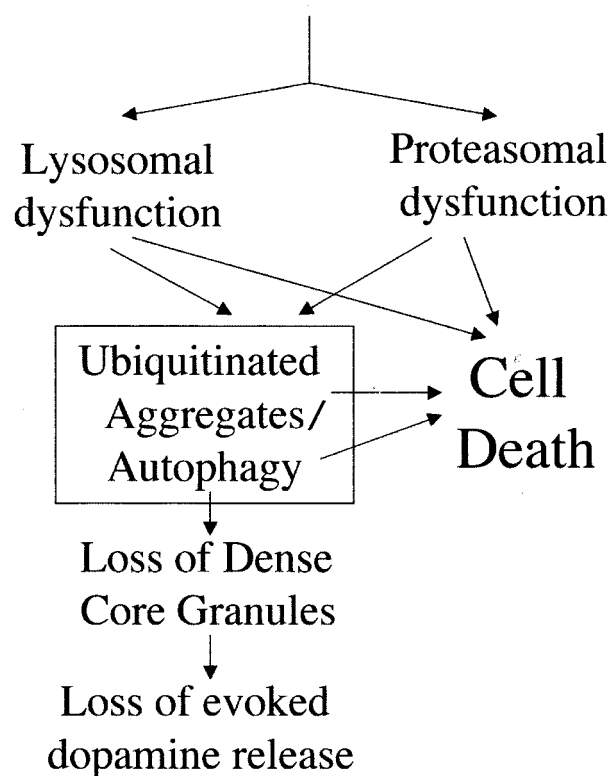 Lysosomal
dysfunction
Proteasomal
dysfunction
Ubiquitinated
Aggregates/
Autophagy
Cell
Death
Loss of Dense
Core Granules
Loss of evoked
dopamine release